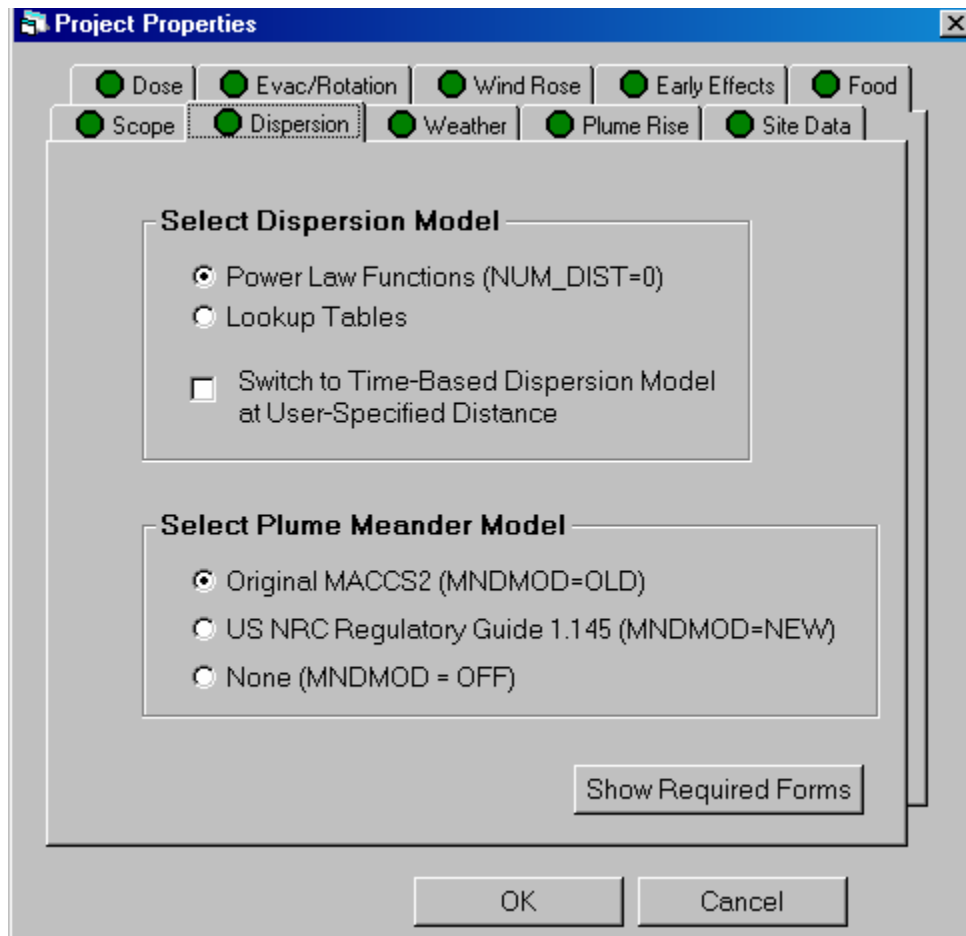 Project Properties
Dose
Evac/Rotation
Wind Rose
Early Effects
Food
Scope
Dispersion
Weather
Plume Rise
Site Data
Select Dispersion Model
Power Law Functions (NUM_DIST=0)
Lookup Tables
Switch to Time-Based Dispersion Model
at User-Specified Distance
Select Plume Meander Model
Original MACCS2 (MNDMOD=OLD)
US NRC Regulatory Guide 1.145 (MNDMOD=NEW)
None (MNDMOD = OFF)
Show Required Forms
OK
Cancel